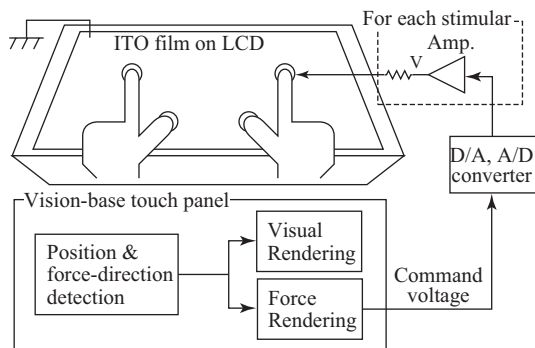 For each stimular
Amp.
V
ITO film on LCD
D/A, A/D
converter
Vision-base touch panel
Position &
force-direction
detection
Visual
Rendering
Force
Rendering
Command
voltage